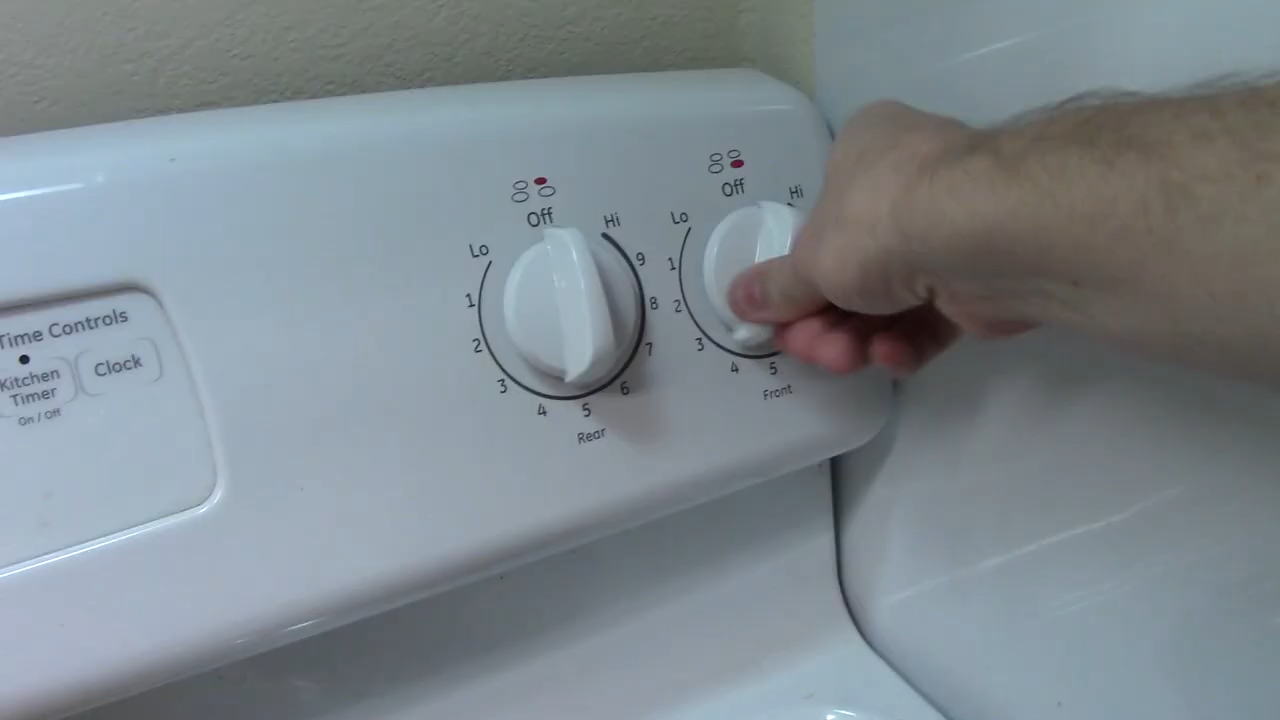 Time Controls
Kitchen
Timer
On / Off
Clock
Off
Lo
Hi
1
2
3
4
5
6
7
8
9
Rear
Off
Lo
Hi
1
2
3
4
5
Front